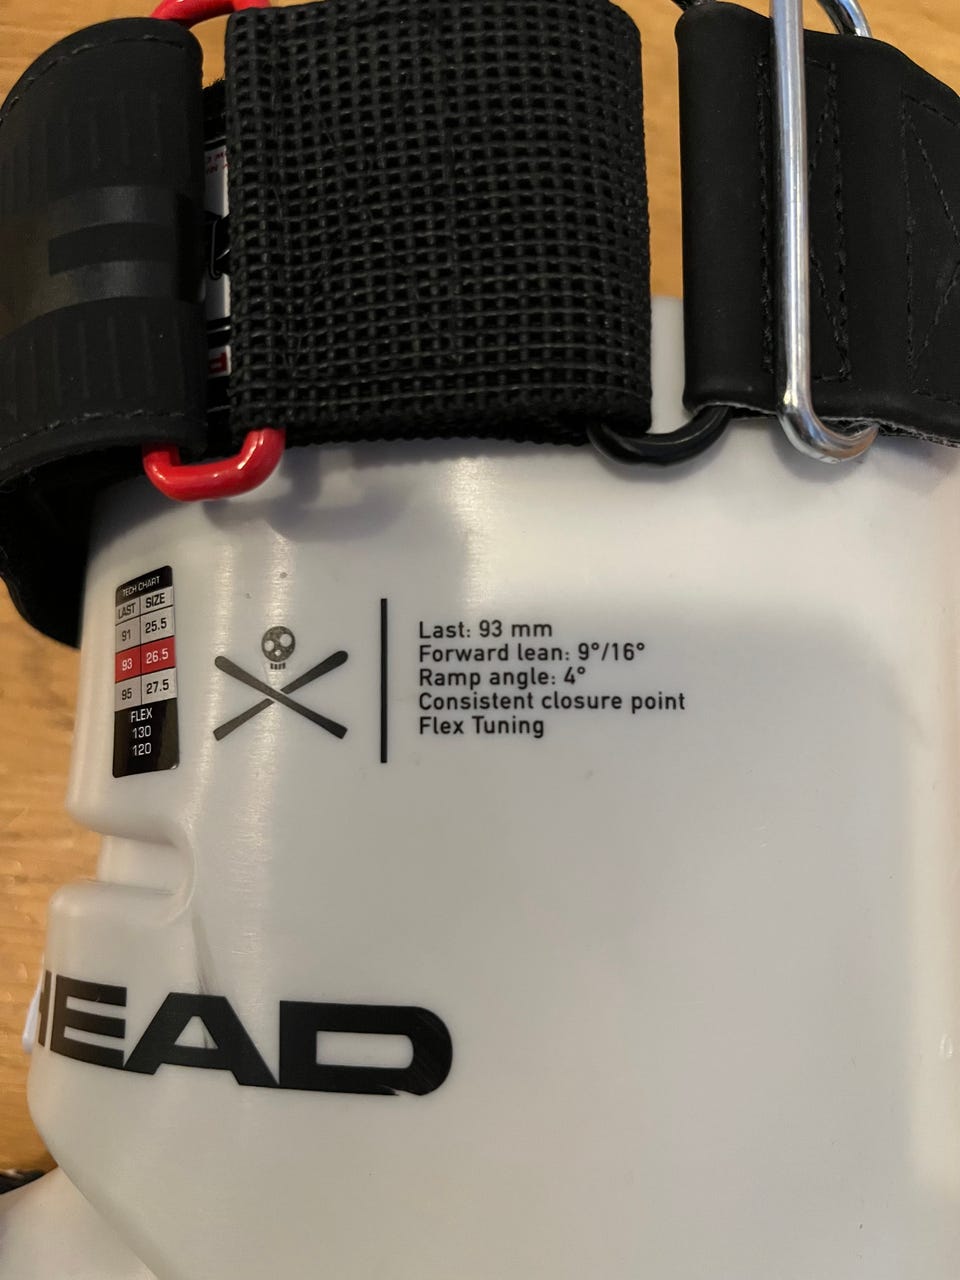 TECH CHART
LAST SIZE
91 25.5
93 26.5
95 27.5
FLEX
130
120
Last: 93 mm
Forward lean: 9°/16°
Ramp angle: 4°
Consistent closure point
Flex Tuning
HEAD